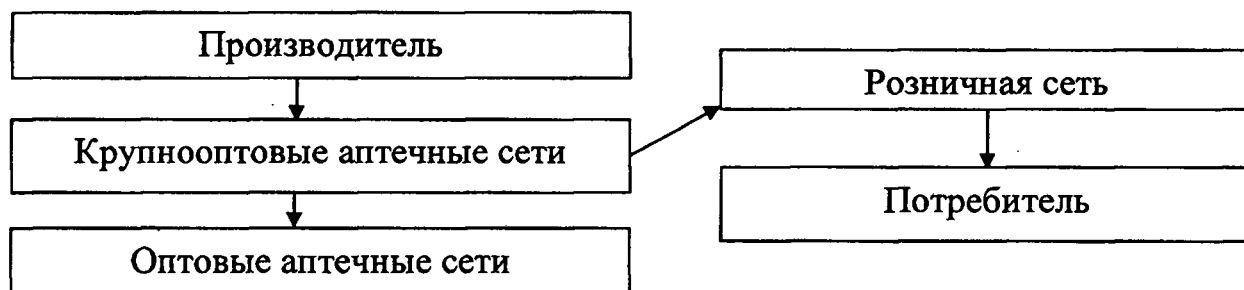 Производитель
Крупнооптовые аптечные сети
Оптовые аптечные сети
Розничная сеть
Потребитель